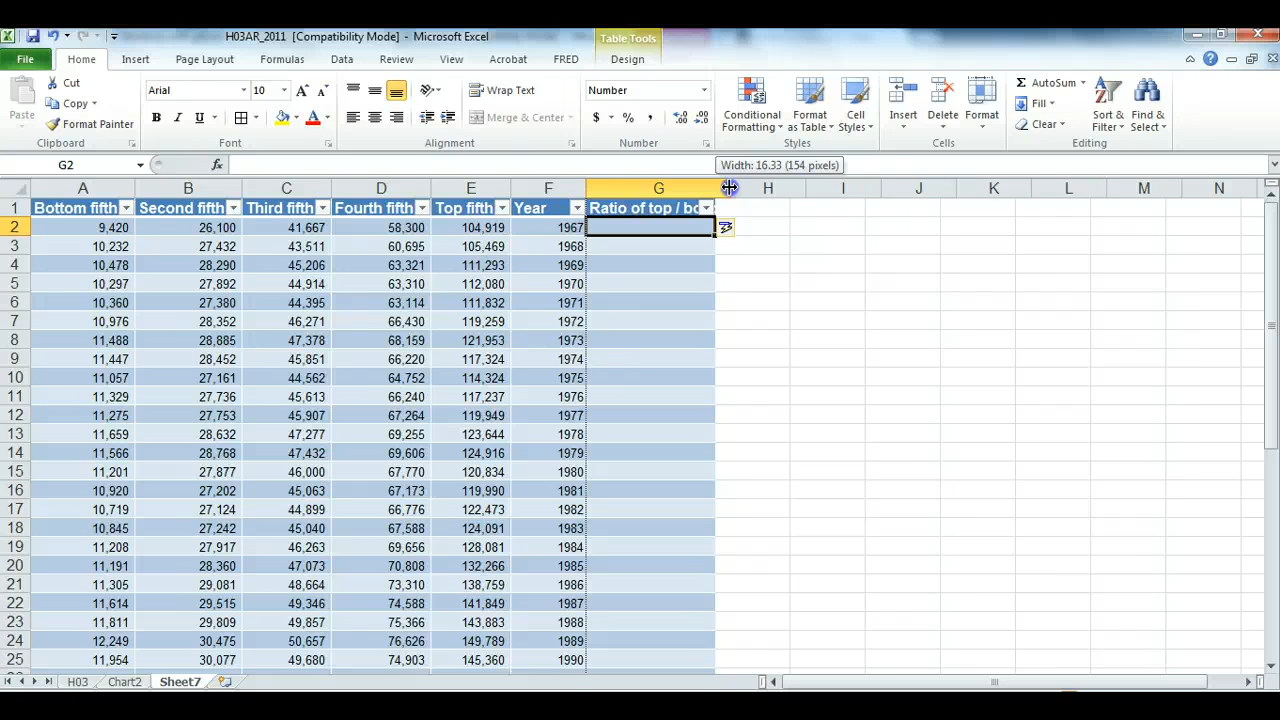 H03AR_2011 [Compatibility Mode] - Microsoft Excel
Table Tools
File Home Insert Page Layout Formulas Data Review View Acrobat FRED Design
Paste
Cut
Copy
Format Painter
Clipboard
Arial 10
B I U
Font
Wrap Text
Merge & Center
Alignment
Number
$ % ,
Number
Conditional Formatting
Format as Table
Cell Styles
Styles
Insert Delete Format
Cells
Σ AutoSum
Fill
Clear
Sort & Filter
Find & Select
Editing
G2 fx
Width: 16.33 (154 pixels)
A B C D E F G H I J K L M N
1 Bottom fifth Second fifth Third fifth Fourth fifth Top fifth Year Ratio of top / bo
2 9,420 26,100 41,667 58,300 104,919 1967
3 10,232 27,432 43,511 60,695 105,469 1968
4 10,478 28,290 45,206 63,321 111,293 1969
5 10,297 27,892 44,914 63,310 112,080 1970
6 10,360 27,380 44,395 63,114 111,832 1971
7 10,976 28,352 46,271 66,430 119,259 1972
8 11,488 28,885 47,378 68,159 121,953 1973
9 11,447 28,452 45,851 66,220 117,324 1974
10 11,057 27,161 44,562 64,752 114,324 1975
11 11,329 27,736 45,613 66,240 117,237 1976
12 11,275 27,753 45,907 67,264 119,949 1977
13 11,659 28,632 47,277 69,255 123,644 1978
14 11,566 28,768 47,432 69,606 124,916 1979
15 11,201 27,877 46,000 67,770 120,834 1980
16 10,920 27,202 45,063 67,173 119,990 1981
17 10,719 27,124 44,899 66,776 122,473 1982
18 10,845 27,242 45,040 67,588 124,091 1983
19 11,208 27,917 46,263 69,656 128,081 1984
20 11,191 28,360 47,073 70,808 132,266 1985
21 11,305 29,081 48,664 73,310 138,759 1986
22 11,614 29,515 49,346 74,588 141,849 1987
23 11,811 29,809 49,857 75,366 143,883 1988
24 12,249 30,475 50,657 76,626 149,789 1989
25 11,954 30,077 49,680 74,903 145,360 1990
H03 Chart2 Sheet7